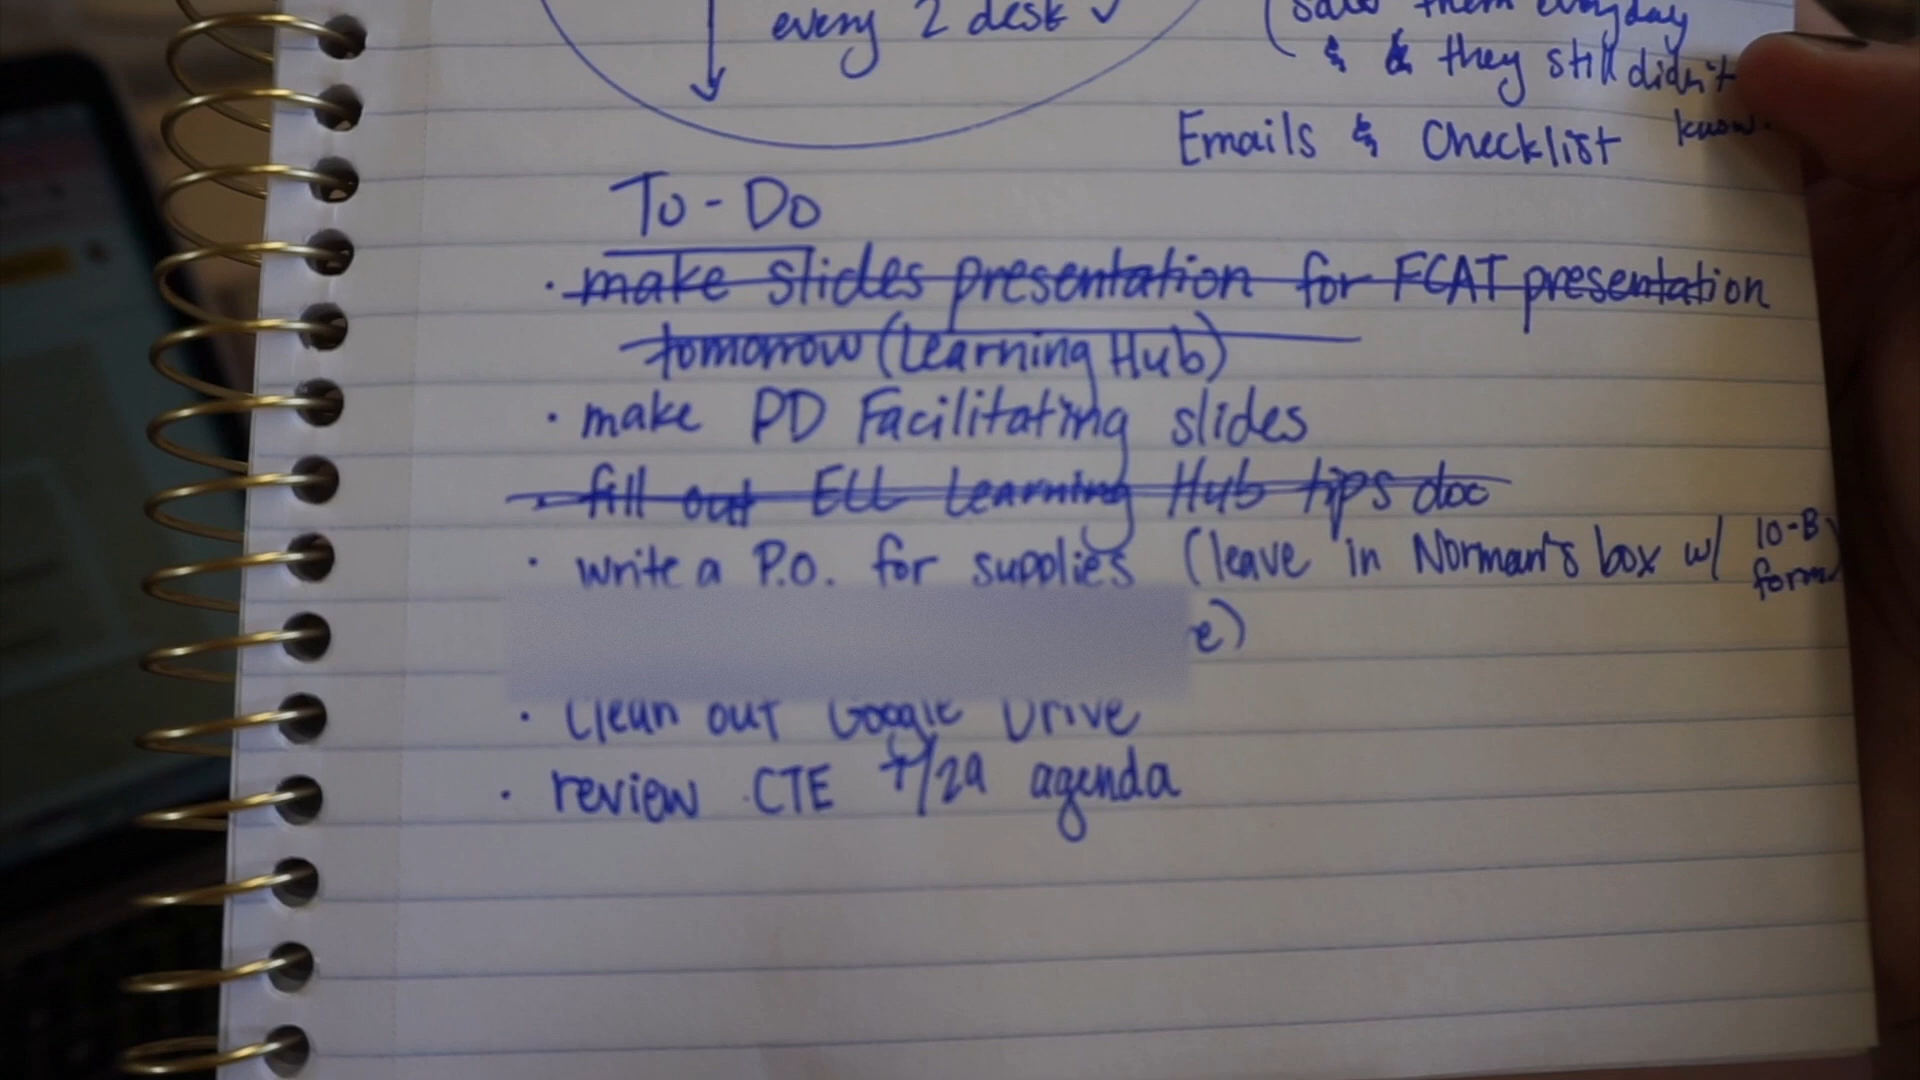 every 2 desk ✓
them everyday
& & they still didn't
know.
Emails & Checklist
To-Do
· make slides presentation for FCAT presentation
tomorrow (Learning Hub)
· make PD Facilitating slides
· fill out ELL Learning Hub tips doc
· write a P.O. for supplies (leave in Norman's box w/ 10-B
form
e)
· Clean out Google Drive
· review CTE 7/29 agenda